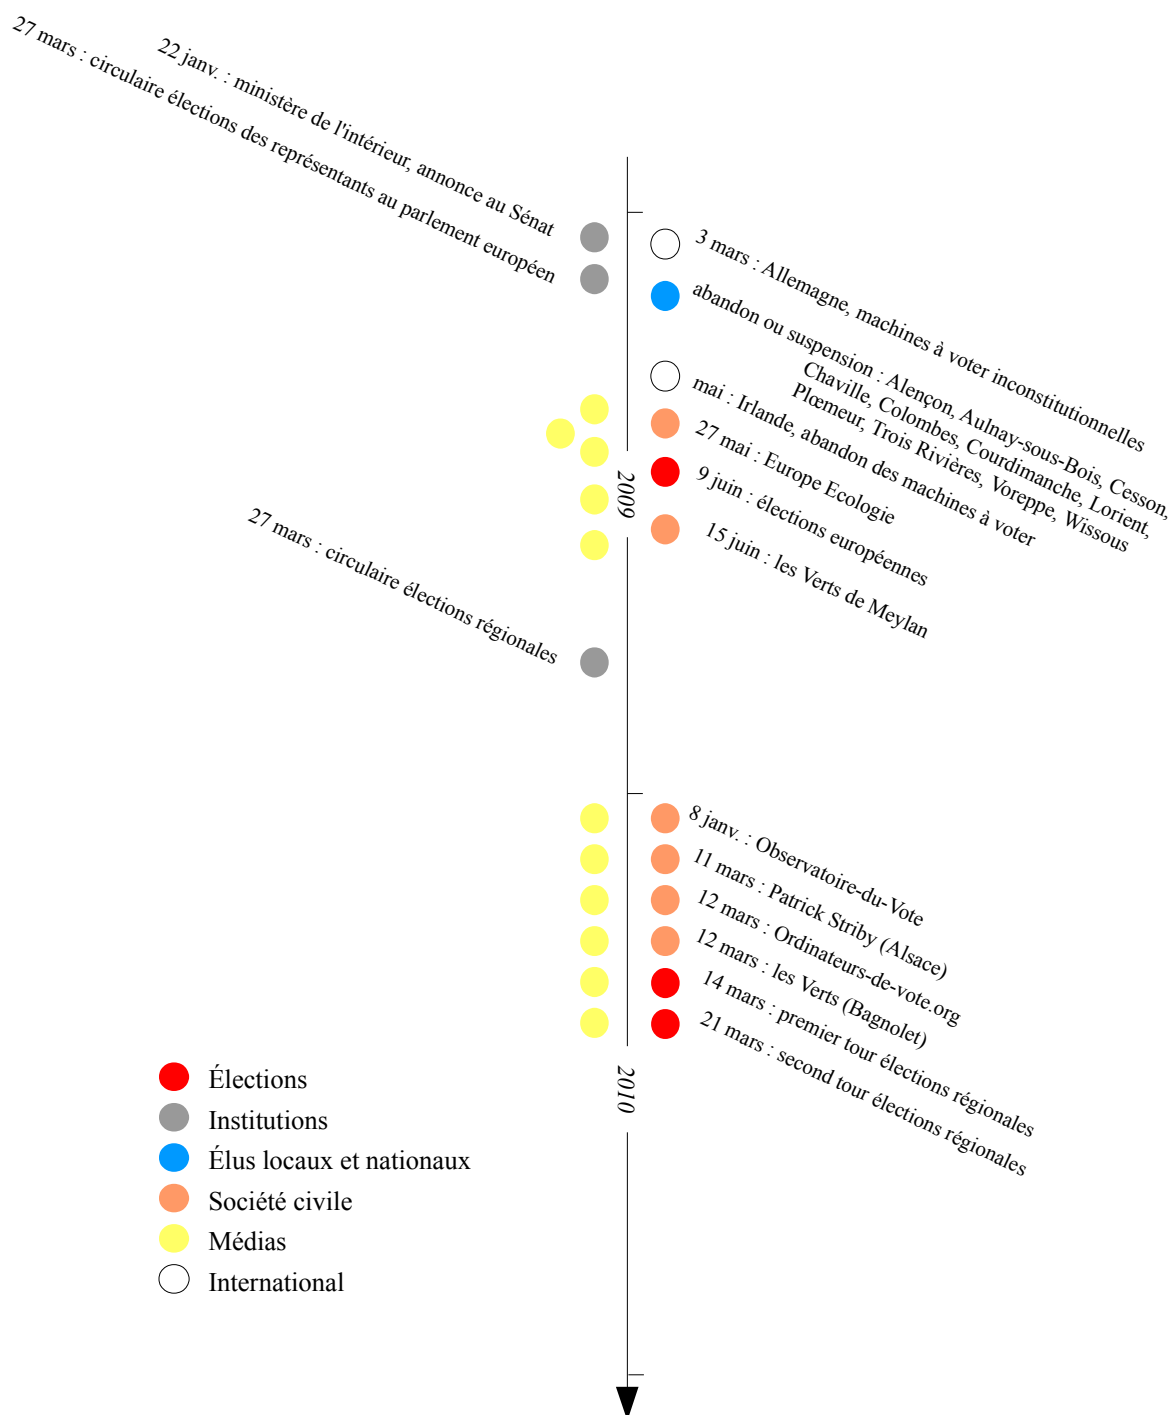 22 janv. : ministère de l'intérieur, annonce au Sénat
27 mars : circulaire élections des représentants au parlement européen
3 mars : Allemagne, machines à voter inconstitutionnelles
abandon ou suspension : Alençon, Aulnay-sous-Bois, Cesson,
Chaville, Colombes, Courdimanche, Lorient,
Plœmeur, Trois Rivières, Voreppe, Wissous
mai : Irlande, abandon des machines à voter
27 mai : Europe Ecologie
9 juin : élections européennes
15 juin : les Verts de Meylan
2009
27 mars : circulaire élections régionales
8 janv. : Observatoire-du-Vote
11 mars : Patrick Striby (Alsace)
12 mars : Ordinateurs-de-vote.org
12 mars : les Verts (Bagnolet)
14 mars : premier tour élections régionales
21 mars : second tour élections régionales
2010
Élections
Institutions
Élus locaux et nationaux
Société civile
Médias
International